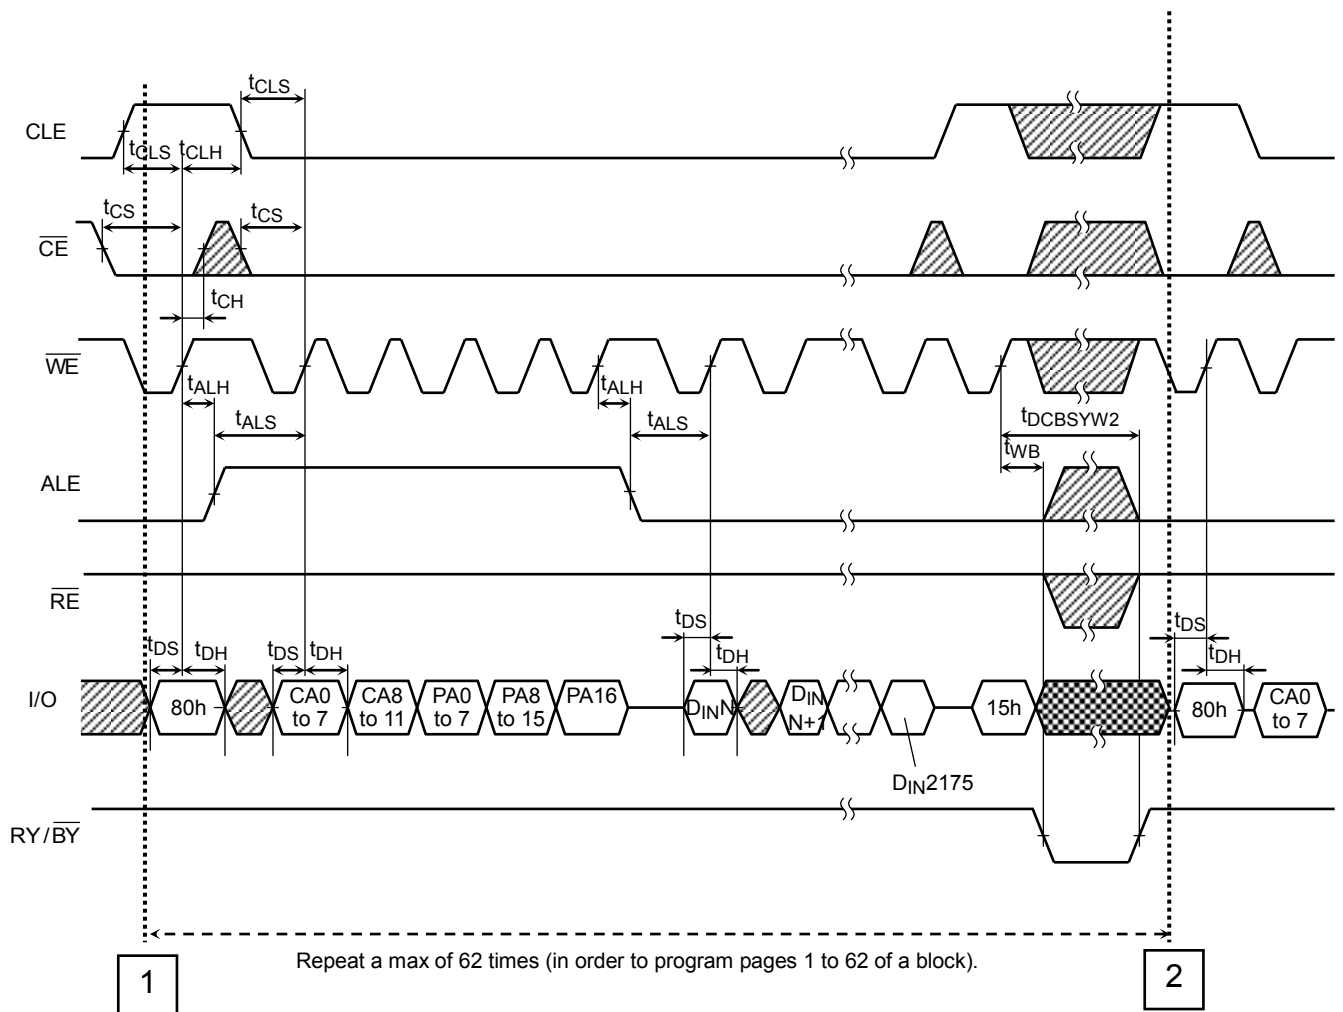 tCLS
CLE
tCLS tCLH
tCS tCS
CE
tCH
WE
tALH tALH
tALS tALS
tDCBSYW2
tWB
ALE
RE
tDS tDH tDS tDH tDS tDH tDS tDH
I/O
80h
CA0
to 7
CA8
to 11
PA0
to 7
PA8
to 15
PA16
DINN
DIN
N+1
15h
80h
CA0
to 7
DIN2175
RY/BY
Repeat a max of 62 times (in order to program pages 1 to 62 of a block).
1
2